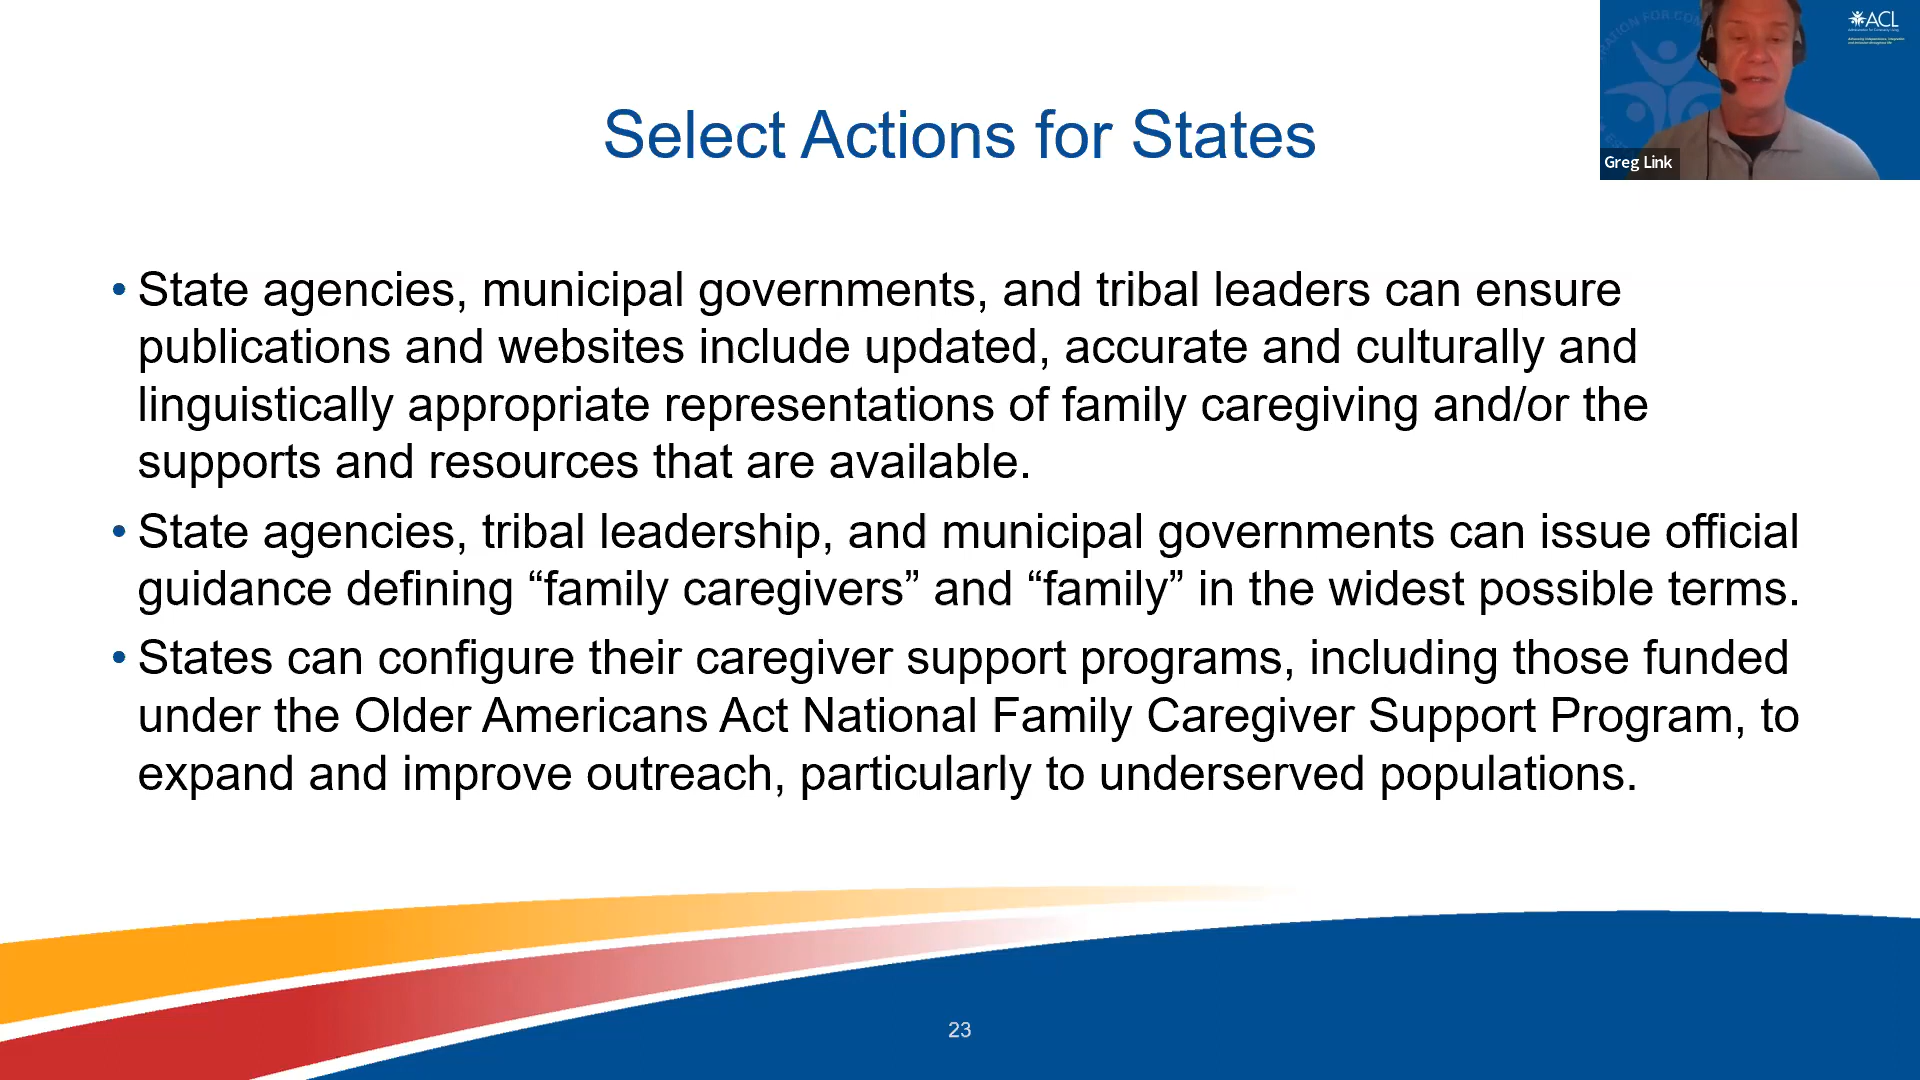 ACL
Select Actions for States
Greg Link
• State agencies, municipal governments, and tribal leaders can ensure
publications and websites include updated, accurate and culturally and
linguistically appropriate representations of family caregiving and/or the
supports and resources that are available.
• State agencies, tribal leadership, and municipal governments can issue official
guidance defining “family caregivers” and “family” in the widest possible terms.
• States can configure their caregiver support programs, including those funded
under the Older Americans Act National Family Caregiver Support Program, to
expand and improve outreach, particularly to underserved populations.
23